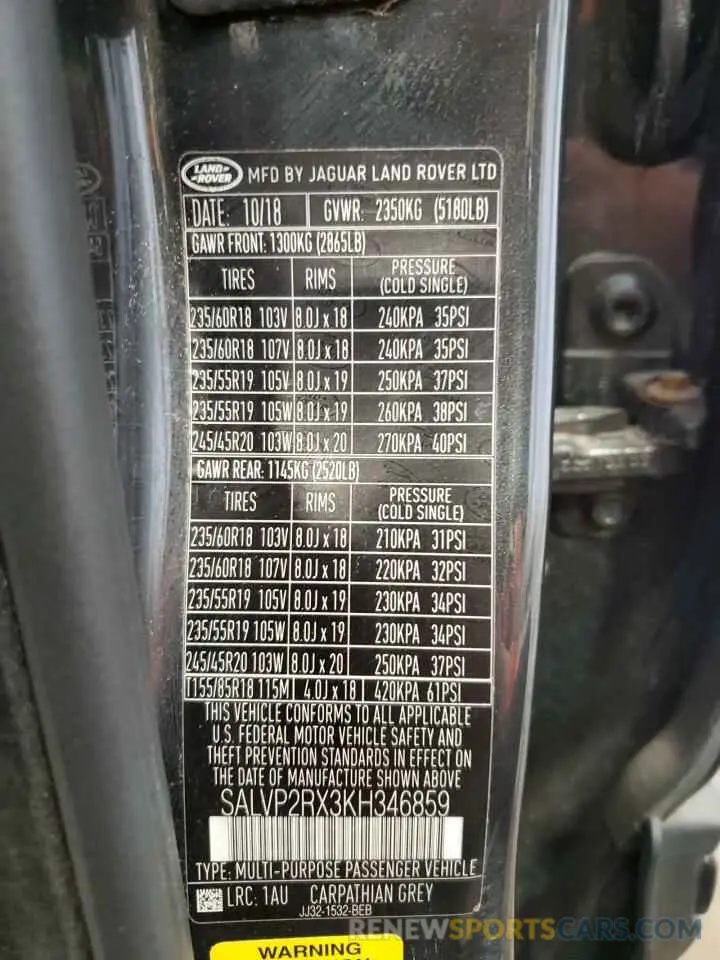 LAND ROVER MFD BY JAGUAR LAND ROVER LTD
DATE: 10/18 GVWR: 2350KG (5180LB)
GAWR FRONT: 1300KG (2865LB)
TIRES RIMS PRESSURE (COLD SINGLE)
235/60R18 103V 8.0J x 18 240KPA 35PSI
235/60R18 107V 8.0J x 18 240KPA 35PSI
235/55R19 105V 8.0J x 19 250KPA 37PSI
235/55R19 105W 8.0J x 19 260KPA 38PSI
245/45R20 103W 8.0J x 20 270KPA 40PSI
GAWR REAR: 1145KG (2520LB)
TIRES RIMS PRESSURE (COLD SINGLE)
235/60R18 103V 8.0J x 18 210KPA 31PSI
235/60R18 107V 8.0J x 18 220KPA 32PSI
235/55R19 105V 8.0J x 19 230KPA 34PSI
235/55R19 105W 8.0J x 19 230KPA 34PSI
245/45R20 103W 8.0J x 20 250KPA 37PSI
T155/85R18 115M 4.0J x 18 420KPA 61PSI
THIS VEHICLE CONFORMS TO ALL APPLICABLE
U.S. FEDERAL MOTOR VEHICLE SAFETY AND
THEFT PREVENTION STANDARDS IN EFFECT ON
THE DATE OF MANUFACTURE SHOWN ABOVE
SALVP2RX3KH346859
TYPE: MULTI-PURPOSE PASSENGER VEHICLE
LRC: 1AU CARPATHIAN GREY
JJ32-1532-BEB
RENEWSPORTSCARS.COM
WARNING